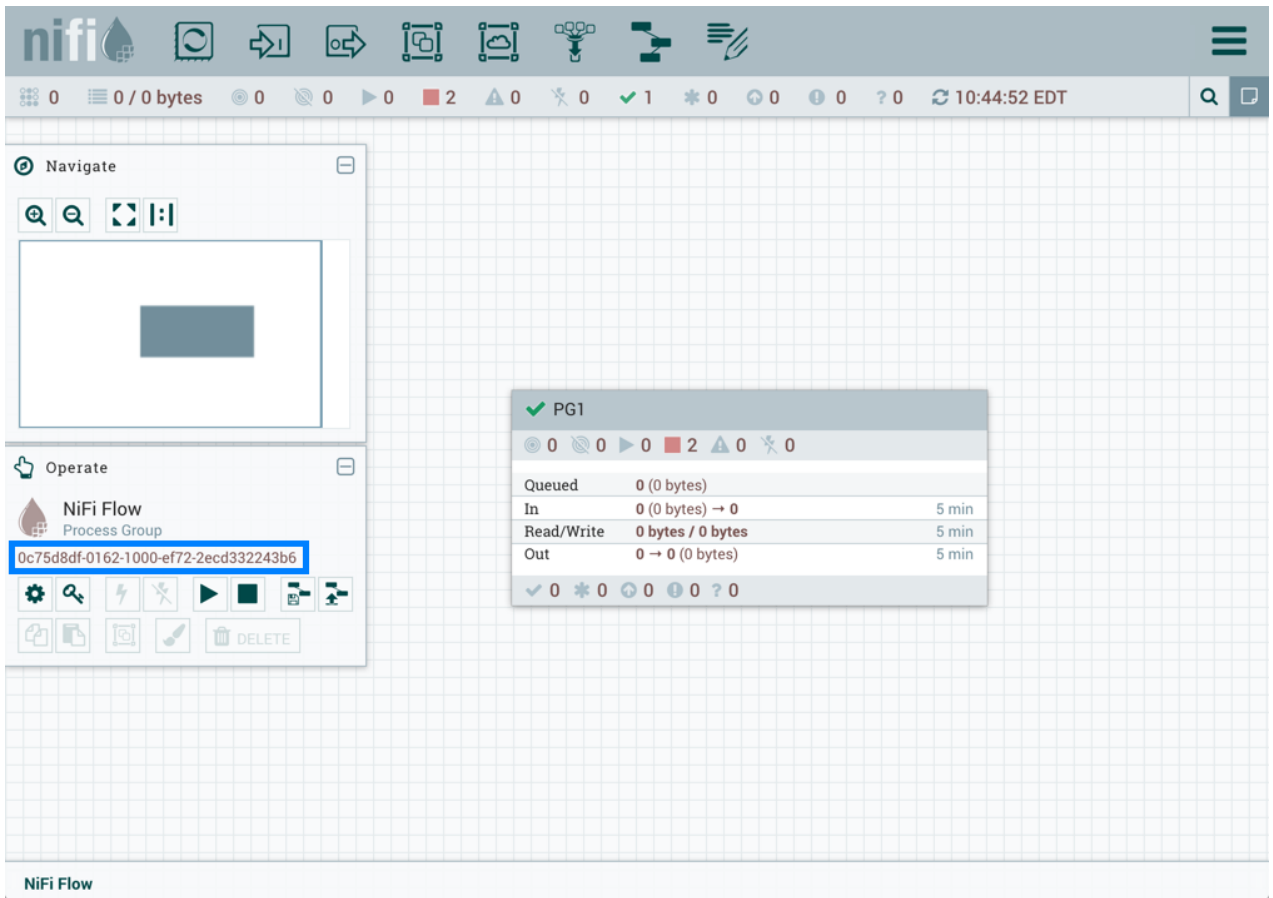 nifi
0 0 / 0 bytes 0 0 0 2 0 0 1 0 0 0 ? 0 10:44:52 EDT
Navigate
Operate
NiFi Flow
Process Group
0c75d8df-0162-1000-ef72-2ecd332243b6
DELETE
PG1
0 0 0 2 0 0
Queued 0 (0 bytes)
In 0 (0 bytes) → 0 5 min
Read/Write 0 bytes / 0 bytes 5 min
Out 0 → 0 (0 bytes) 5 min
0 0 0 0 ? 0
NiFi Flow